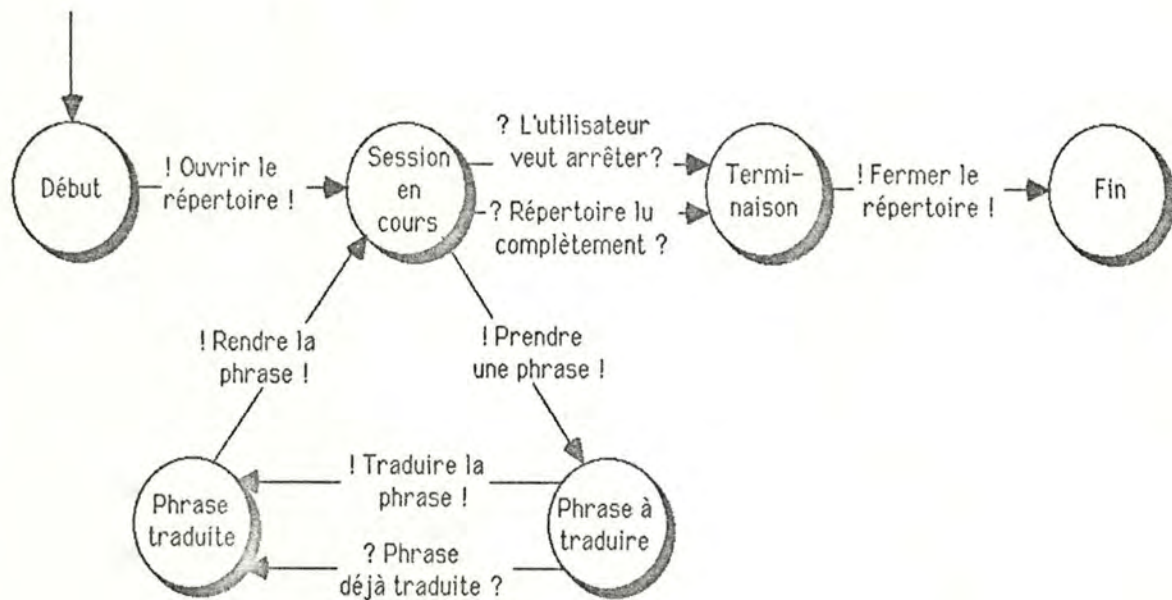 Début
! Ouvrir le
répertoire !
Session
en
cours
? L'utilisateur
veut arrêter?
? Répertoire lu
complètement ?
Termi-
naison
! Fermer le
répertoire !
Fin
! Rendre la
phrase !
! Prendre
une phrase !
Phrase
traduite
! Traduire la
phrase !
? Phrase
déjà traduite ?
Phrase à
traduire